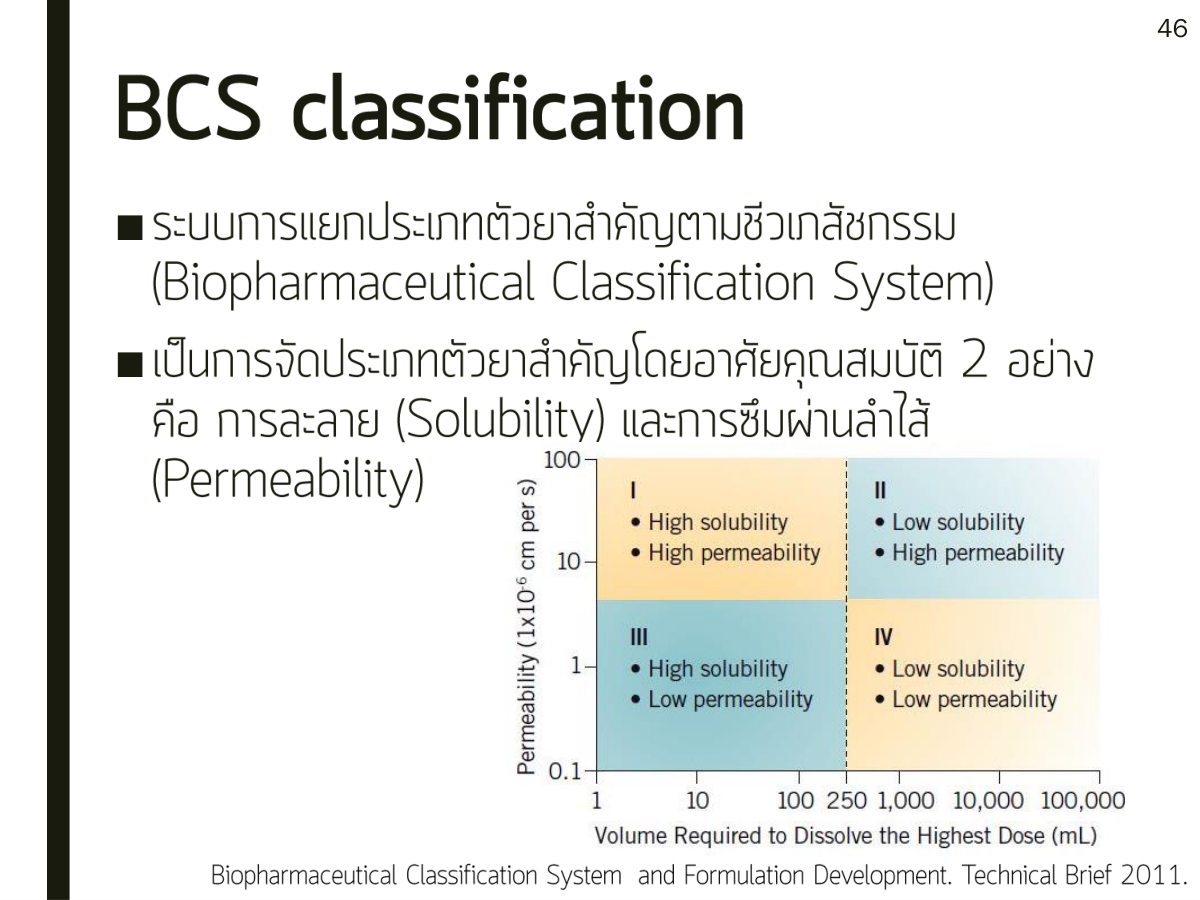 46
BCS classification
■ ระบบการแยกประเภทตัวยาสำคัญตามชีวเภสัชกรรม
(Biopharmaceutical Classification System)
■ เป็นการจัดประเภทตัวยาสำคัญโดยอาศัยคุณสมบัติ 2 อย่าง
คือ การละลาย (Solubility) และการซึมผ่านลำไส้
(Permeability)
Permeability (1x10⁻⁶ cm per s)
100
10
1
0.1
I
• High solubility
• High permeability
II
• Low solubility
• High permeability
III
• High solubility
• Low permeability
IV
• Low solubility
• Low permeability
1 10 100 250 1,000 10,000 100,000
Volume Required to Dissolve the Highest Dose (mL)
Biopharmaceutical Classification System and Formulation Development. Technical Brief 2011.